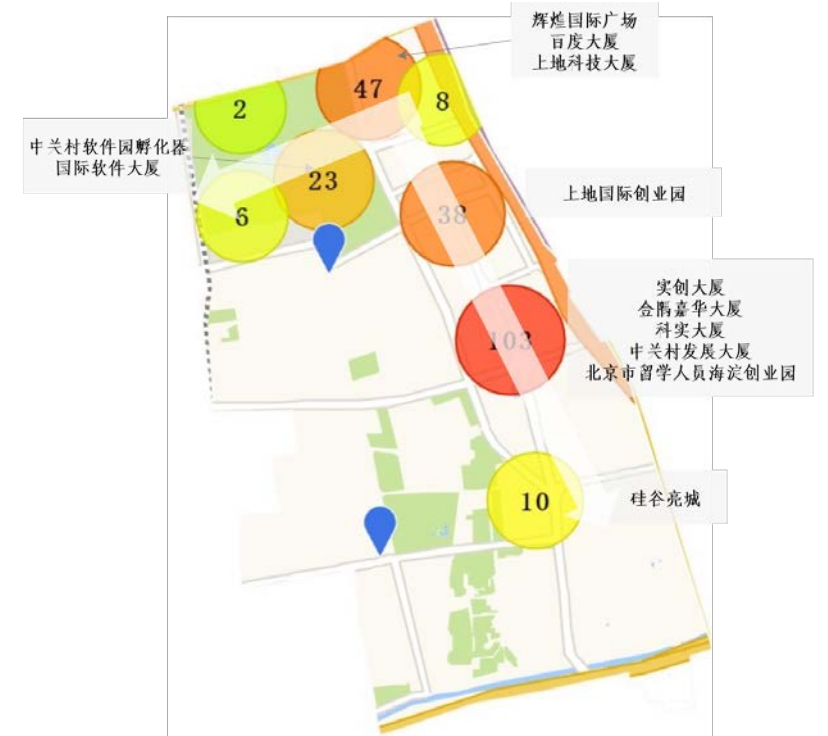 辉煌国际广场
百度大厦
上地科技大厦
47
8
2
中关村软件园孵化器
国际软件大厦
23
6
38
上地国际创业园
实创大厦
金隅嘉华大厦
科实大厦
中关村发展大厦
北京市留学人员海淀创业园
103
10
硅谷亮城